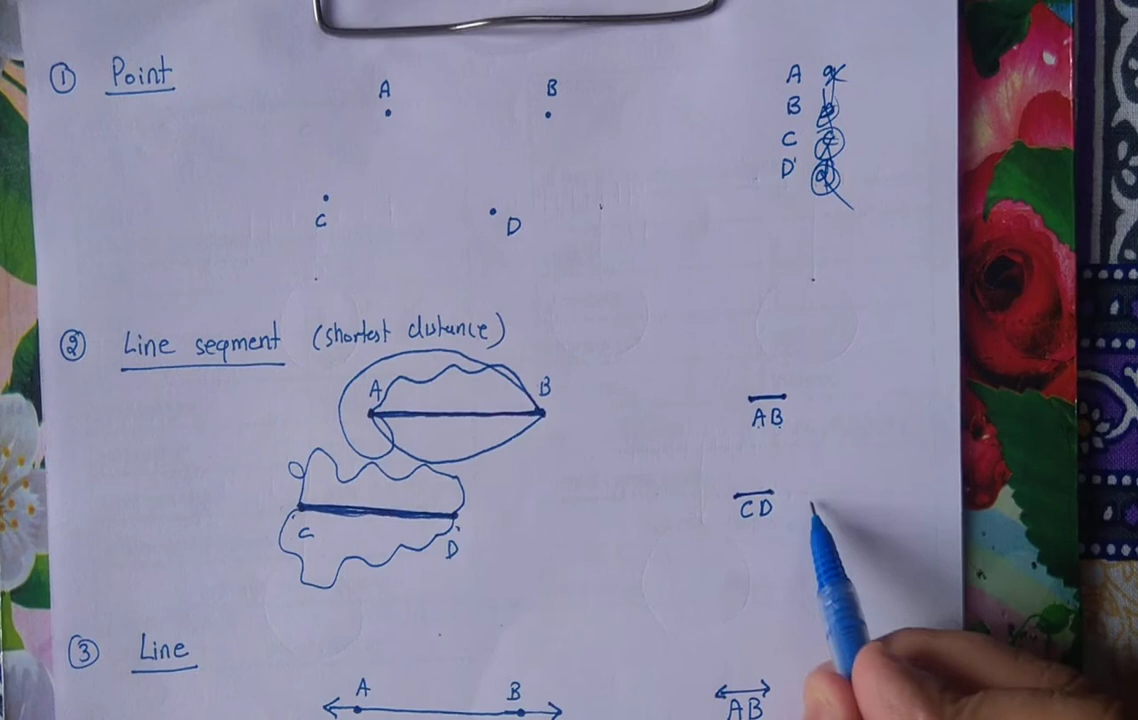 ① Point
A B
C D
A
B
C
D
② Line segment (shortest distance)
A B
C D
AB
CD
③ Line
A B
AB